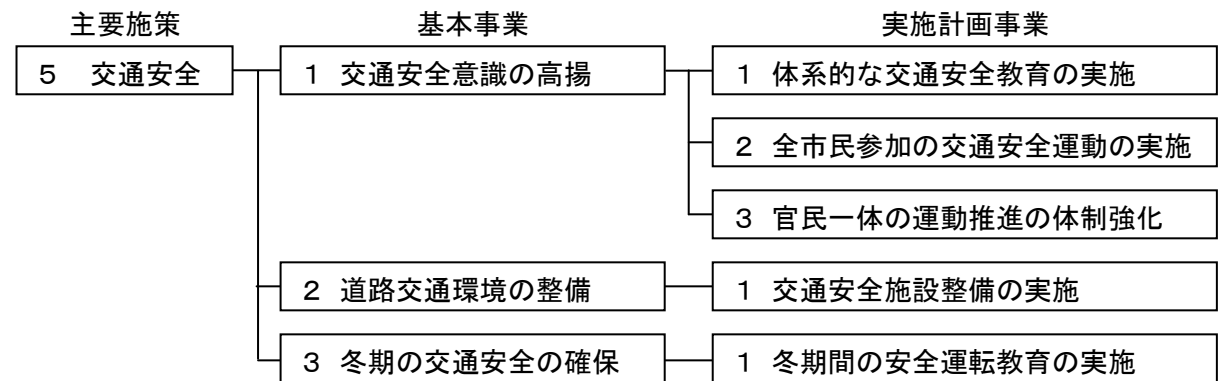 主要施策 基本事業 実施計画事業
5 交通安全 1 交通安全意識の高揚 1 体系的な交通安全教育の実施
2 全市民参加の交通安全運動の実施
3 官民一体の運動推進の体制強化
2 道路交通環境の整備 1 交通安全施設整備の実施
3 冬期の交通安全の確保 1 冬期間の安全運転教育の実施